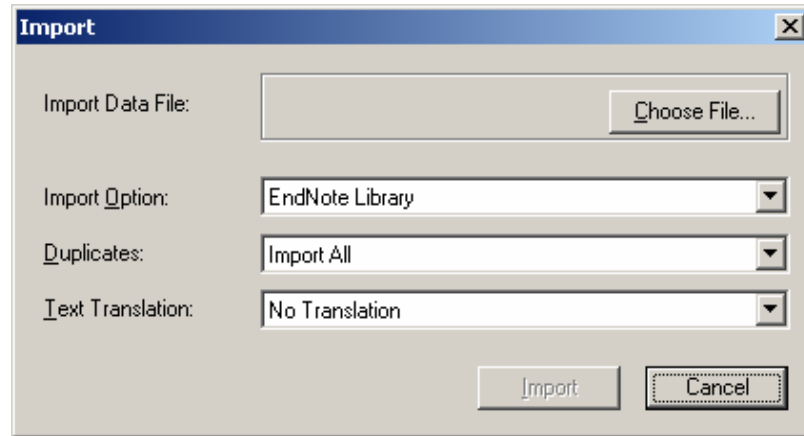 Import
Import Data File:
Choose File...
Import Option:
EndNote Library
Duplicates:
Import All
Text Translation:
No Translation
Import
Cancel